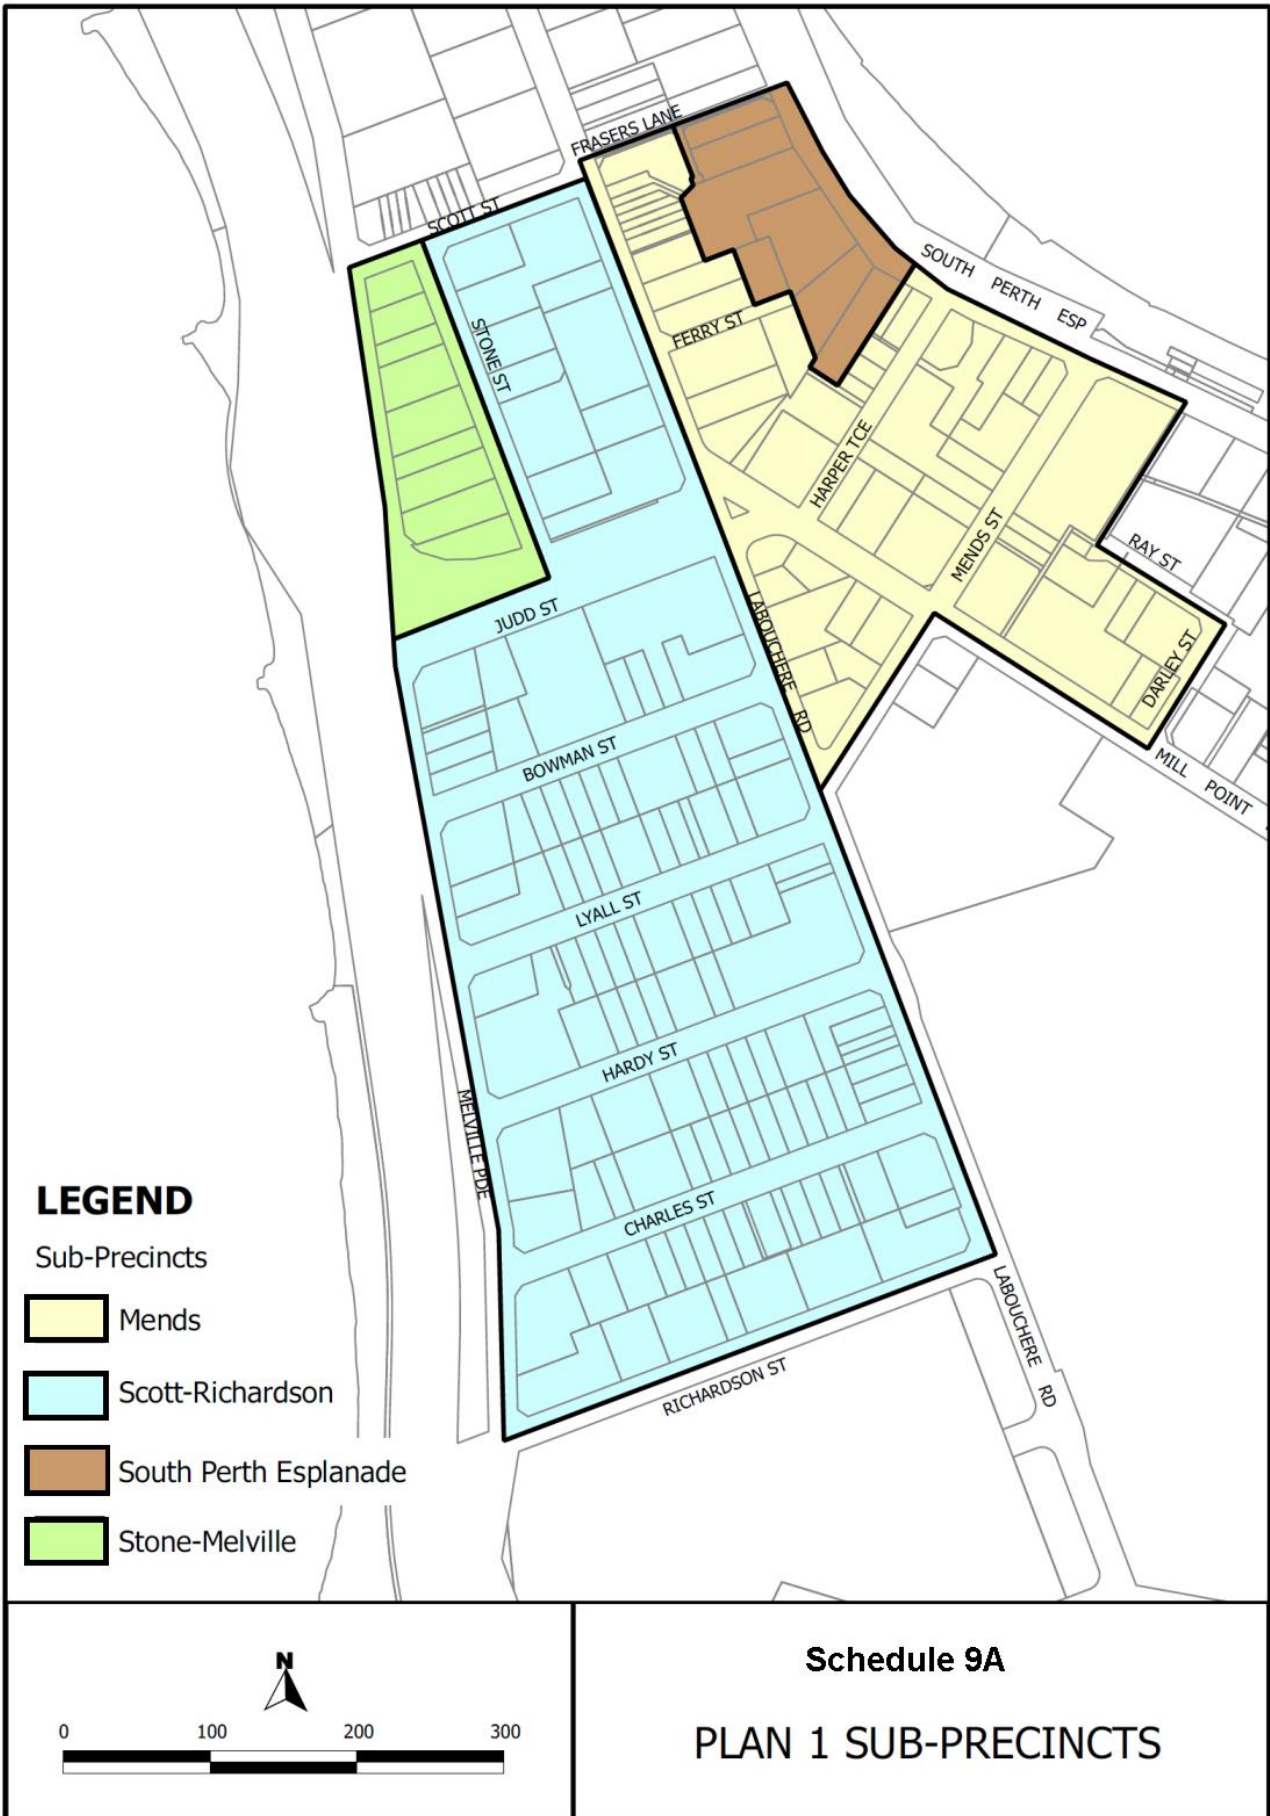 FRASERS LANE
SCOTT ST
SOUTH PERTH ESP
STONE ST
FERRY ST
HARPER TCE
MENDS ST
RAY ST
JUDD ST
LABOUCHERE RD
DARLEY ST
BOWMAN ST
MILL POINT
LYALL ST
HARDY ST
MELVILLE PDE
CHARLES ST
LABOUCHERE RD
RICHARDSON ST
LEGEND
Sub-Precincts
Mends
Scott-Richardson
South Perth Esplanade
Stone-Melville
N
0 100 200 300
Schedule 9A
PLAN 1 SUB-PRECINCTS